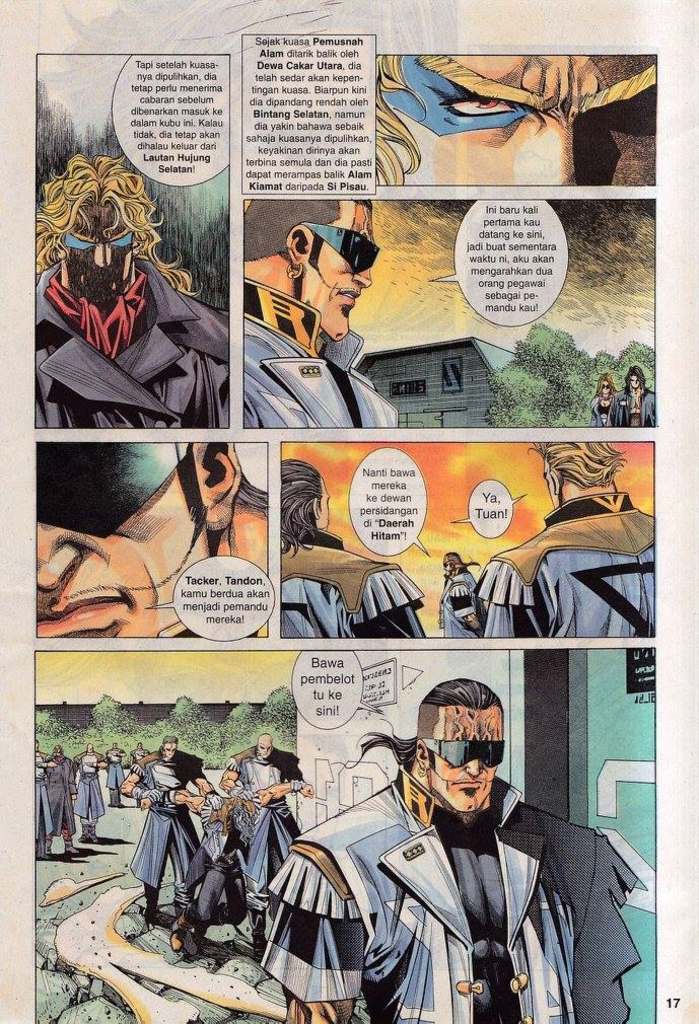 Tapi setelah kuasa-
nya dipulihkan, dia
tetap perlu menerima
cabaran sebelum
dibenarkan masuk ke
dalam kubu ini. Kalau
tidak, dia tetap akan
dihalau keluar dari
Lautan Hujung
Selatan!
Sejak kuasa Pemusnah
Alam ditarik balik oleh
Dewa Cakar Utara, dia
telah sedar akan kepen-
tingan kuasa. Biarpun kini
dia dipandang rendah oleh
Bintang Selatan, namun
dia yakin bahawa sebaik
sahaja kuasanya dipulihkan,
keyakinan dirinya akan
terbina semula dan dia pasti
dapat merampas balik Alam
Kiamat daripada Si Pisau.
Ini baru kali
pertama kau
datang ke sini,
jadi buat sementara
waktu ni, aku akan
mengarahkan dua
orang pegawai
sebagai pe-
mandu kau!
R
Tacker, Tandon,
kamu berdua akan
menjadi pemandu
mereka!
Nanti bawa
mereka
ke dewan
persidangan
di "Daerah
Hitam"!
Ya,
Tuan!
Bawa
pembelot
tu ke
sini!
R
17